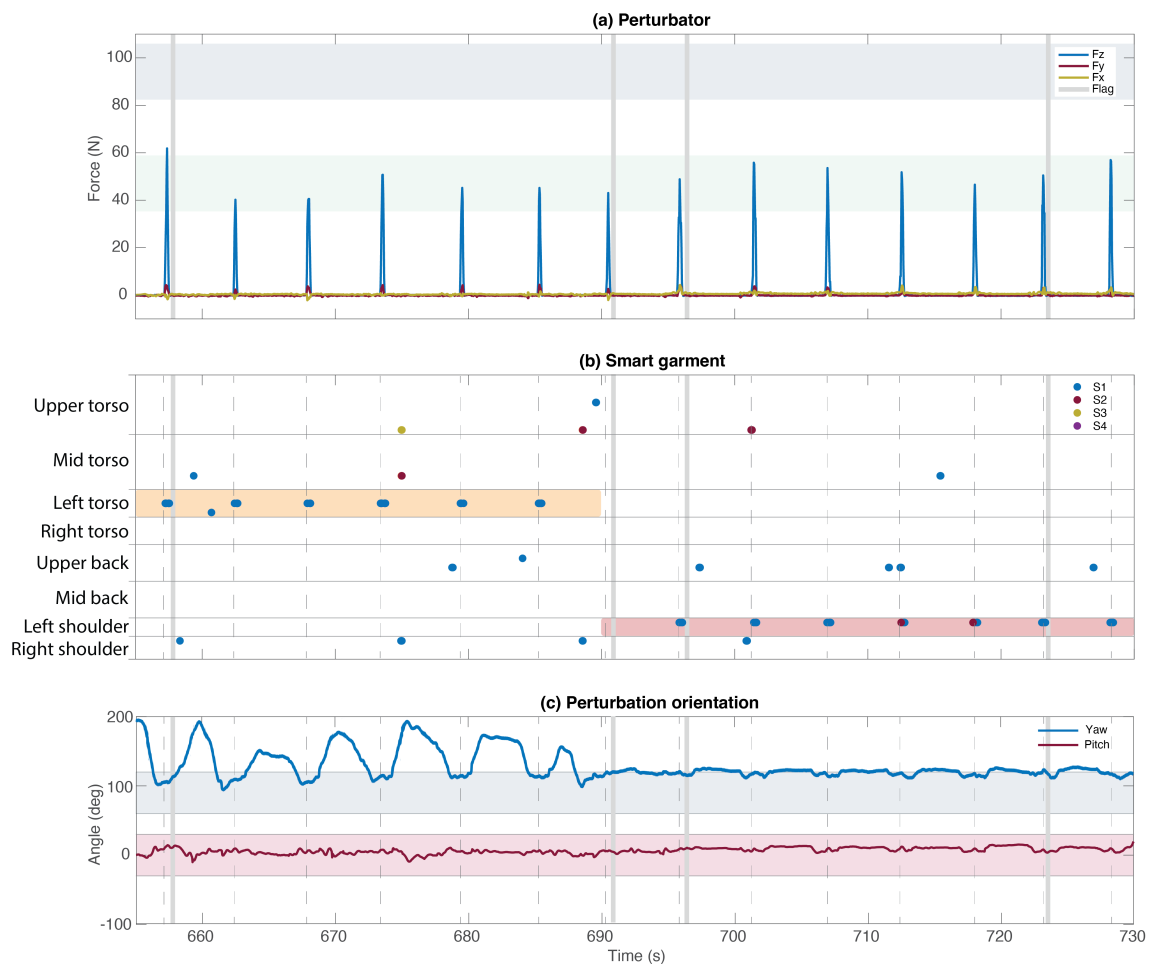 (a) Perturbator
Force (N)
100
80
60
40
20
0
Fz
Fy
Fx
Flag
(b) Smart garment
Upper torso
Mid torso
Left torso
Right torso
Upper back
Mid back
Left shoulder
Right shoulder
S1
S2
S3
S4
(c) Perturbation orientation
Angle (deg)
200
100
0
-100
Yaw
Pitch
660 670 680 690 700 710 720 730
Time (s)